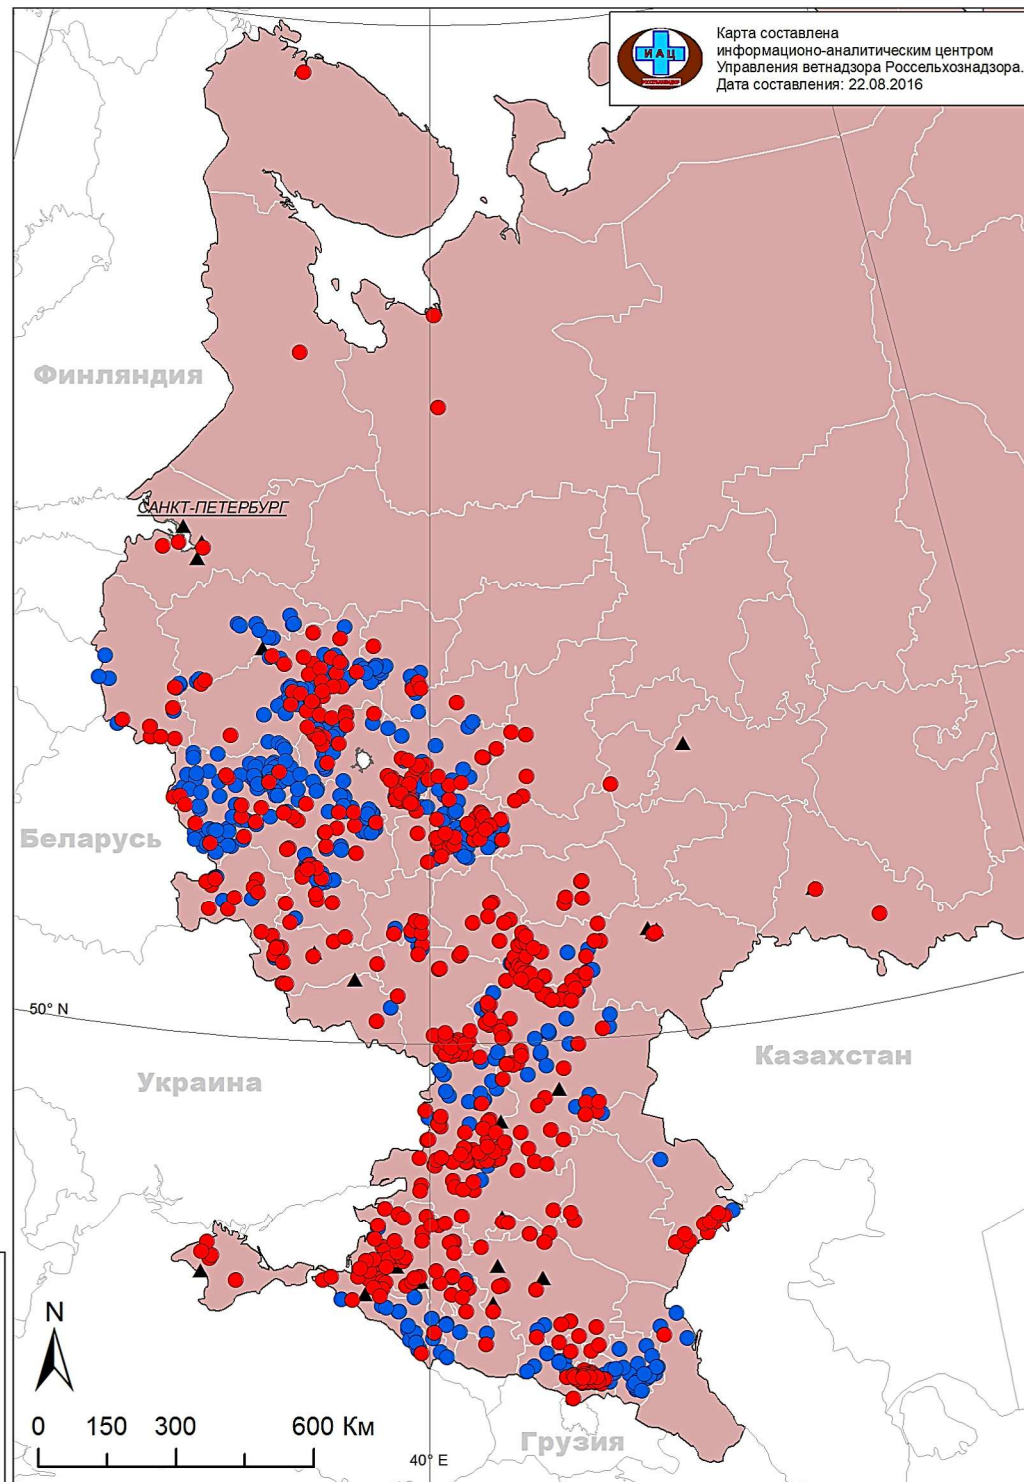 Карта составлена
информационо-аналитическим центром
Управления ветнадзора Россельхознадзора.
Дата составления: 22.08.2016
ИАЦ
Финляндия
САНКТ-ПЕТЕРБУРГ
Беларусь
50° N
Казахстан
Украина
N
0 150 300 600 Км
Грузия
40° E